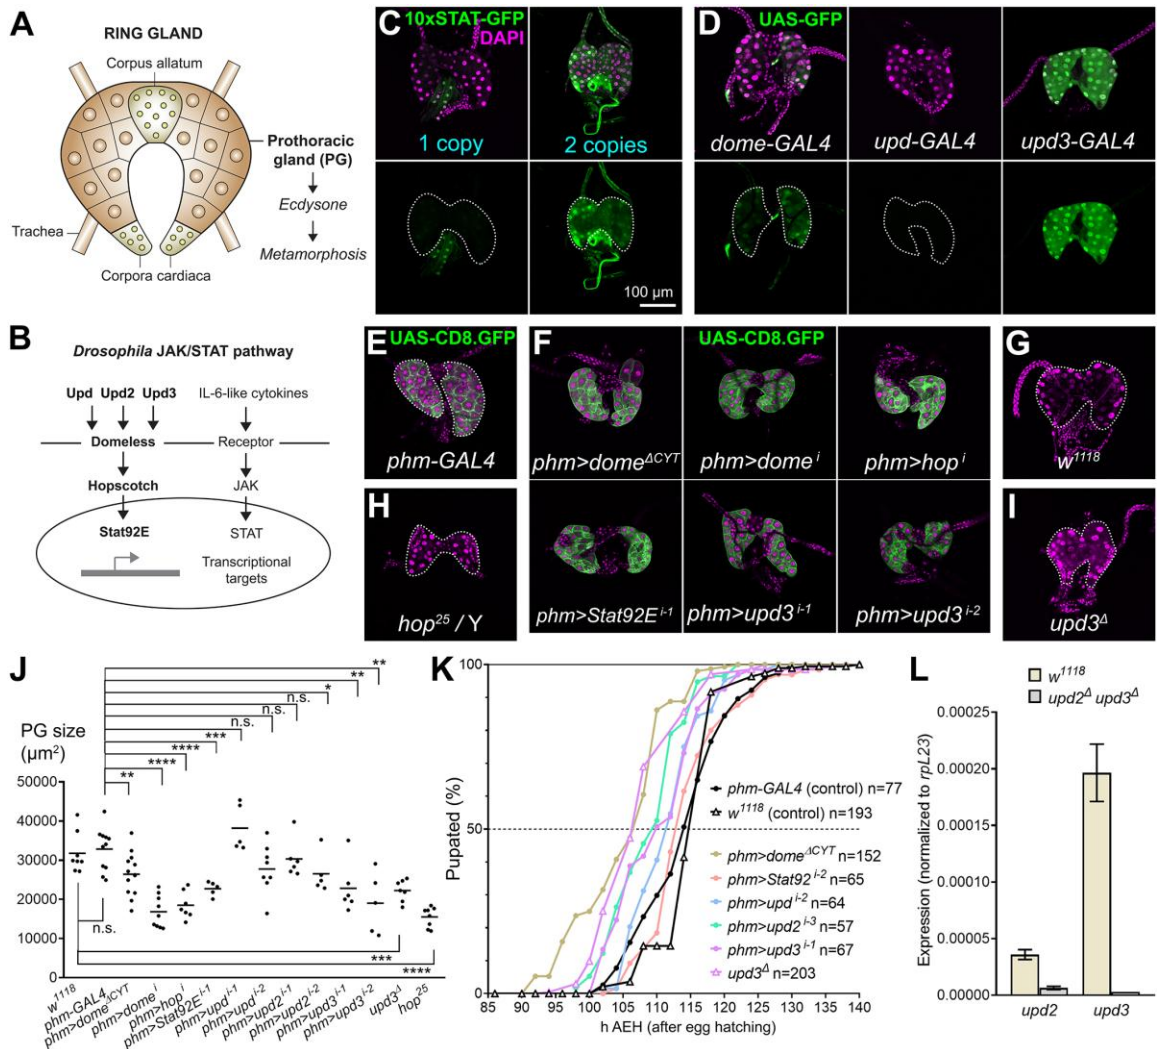 A
RING GLAND
Corpus allatum
Prothoracic
gland (PG)
Ecdysone
Metamorphosis
Trachea
Corpora cardiaca
B
Drosophila JAK/STAT pathway
Upd Upd2 Upd3
IL-6-like cytokines
Domeless
Receptor
Hopscotch
JAK
Stat92E
STAT
Transcriptional
targets
C
10xSTAT-GFP
DAPI
1 copy
2 copies
100 µm
D
UAS-GFP
dome-GAL4
upd-GAL4
upd3-GAL4
E
UAS-CD8.GFP
phm-GAL4
F
UAS-CD8.GFP
phm>dome^ΔCYT
phm>dome^i
phm>hop^i
phm>Stat92E^i-1
phm>upd3^i-1
phm>upd3^i-2
G
w^1118
H
hop^25 / Y
I
upd3^Δ
J
PG size
(µm²)
50000
40000
30000
20000
10000
0
**
**
*
n.s.
n.s.
***
****
****
**
n.s.
***
****
w^1118
phm-GAL4
phm>dome^ΔCYT
phm>dome^i
phm>hop^i
phm>Stat92E^i-1
phm>upd^i-1
phm>upd^i-2
phm>upd2^i-1
phm>upd2^i-2
phm>upd3^i-1
phm>upd3^i-2
upd3^Δ
hop^25
K
Pupated (%)
100
50
0
phm-GAL4 (control) n=77
w^1118 (control) n=193
phm>dome^ΔCYT n=152
phm>Stat92^i-2 n=65
phm>upd^i-2 n=64
phm>upd2^i-3 n=57
phm>upd3^i-1 n=67
upd3^Δ n=203
85 90 95 100 105 110 115 120 125 130 135 140
h AEH (after egg hatching)
L
w^1118
upd2^Δ upd3^Δ
Expression (normalized to rpL23)
0.00025
0.00020
0.00015
0.00010
0.00005
0.00000
upd2
upd3